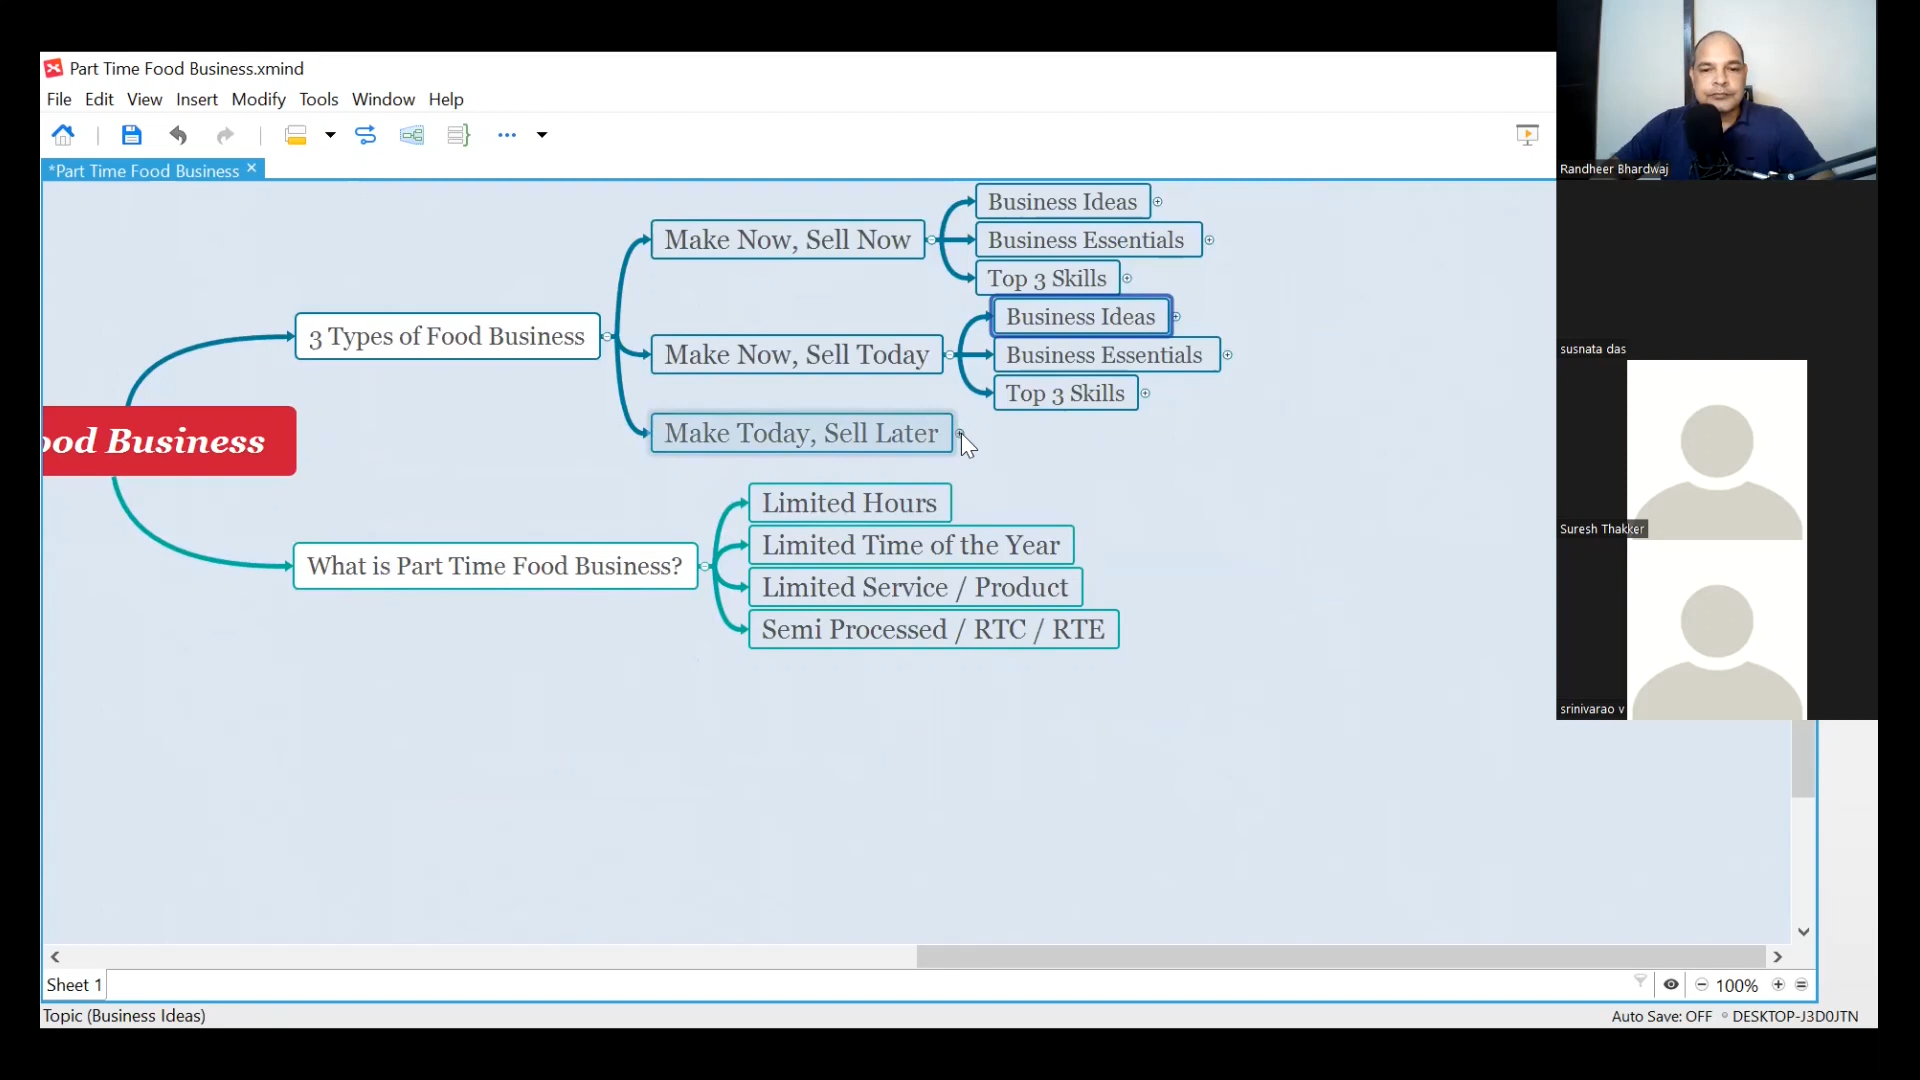 Part Time Food Business.xmind
File Edit View Insert Modify Tools Window Help
*Part Time Food Business
Business Ideas
Make Now, Sell Now
Business Essentials
Top 3 Skills
Business Ideas
3 Types of Food Business
Make Now, Sell Today
Business Essentials
Top 3 Skills
Make Today, Sell Later
ood Business
Limited Hours
Limited Time of the Year
What is Part Time Food Business?
Limited Service / Product
Semi Processed / RTC / RTE
Sheet 1
100%
Topic (Business Ideas)
Auto Save: OFF
DESKTOP-J3D0JTN
Randheer Bhardwaj
susnata das
Suresh Thakker
srinivarao v